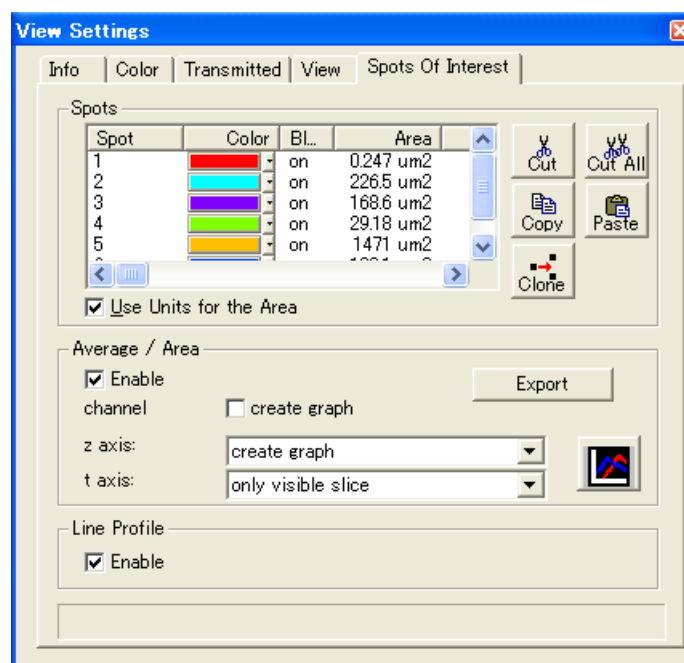 View Settings
Info Color Transmitted View Spots Of Interest
Spots
Spot Color Bl... Area
1 on 0.247 um2
2 on 226.5 um2
3 on 168.6 um2
4 on 29.18 um2
5 on 1471 um2
Cut Cut All
Copy Paste
Clone
Use Units for the Area
Average / Area
Enable
Export
channel create graph
z axis: create graph
t axis: only visible slice
Line Profile
Enable